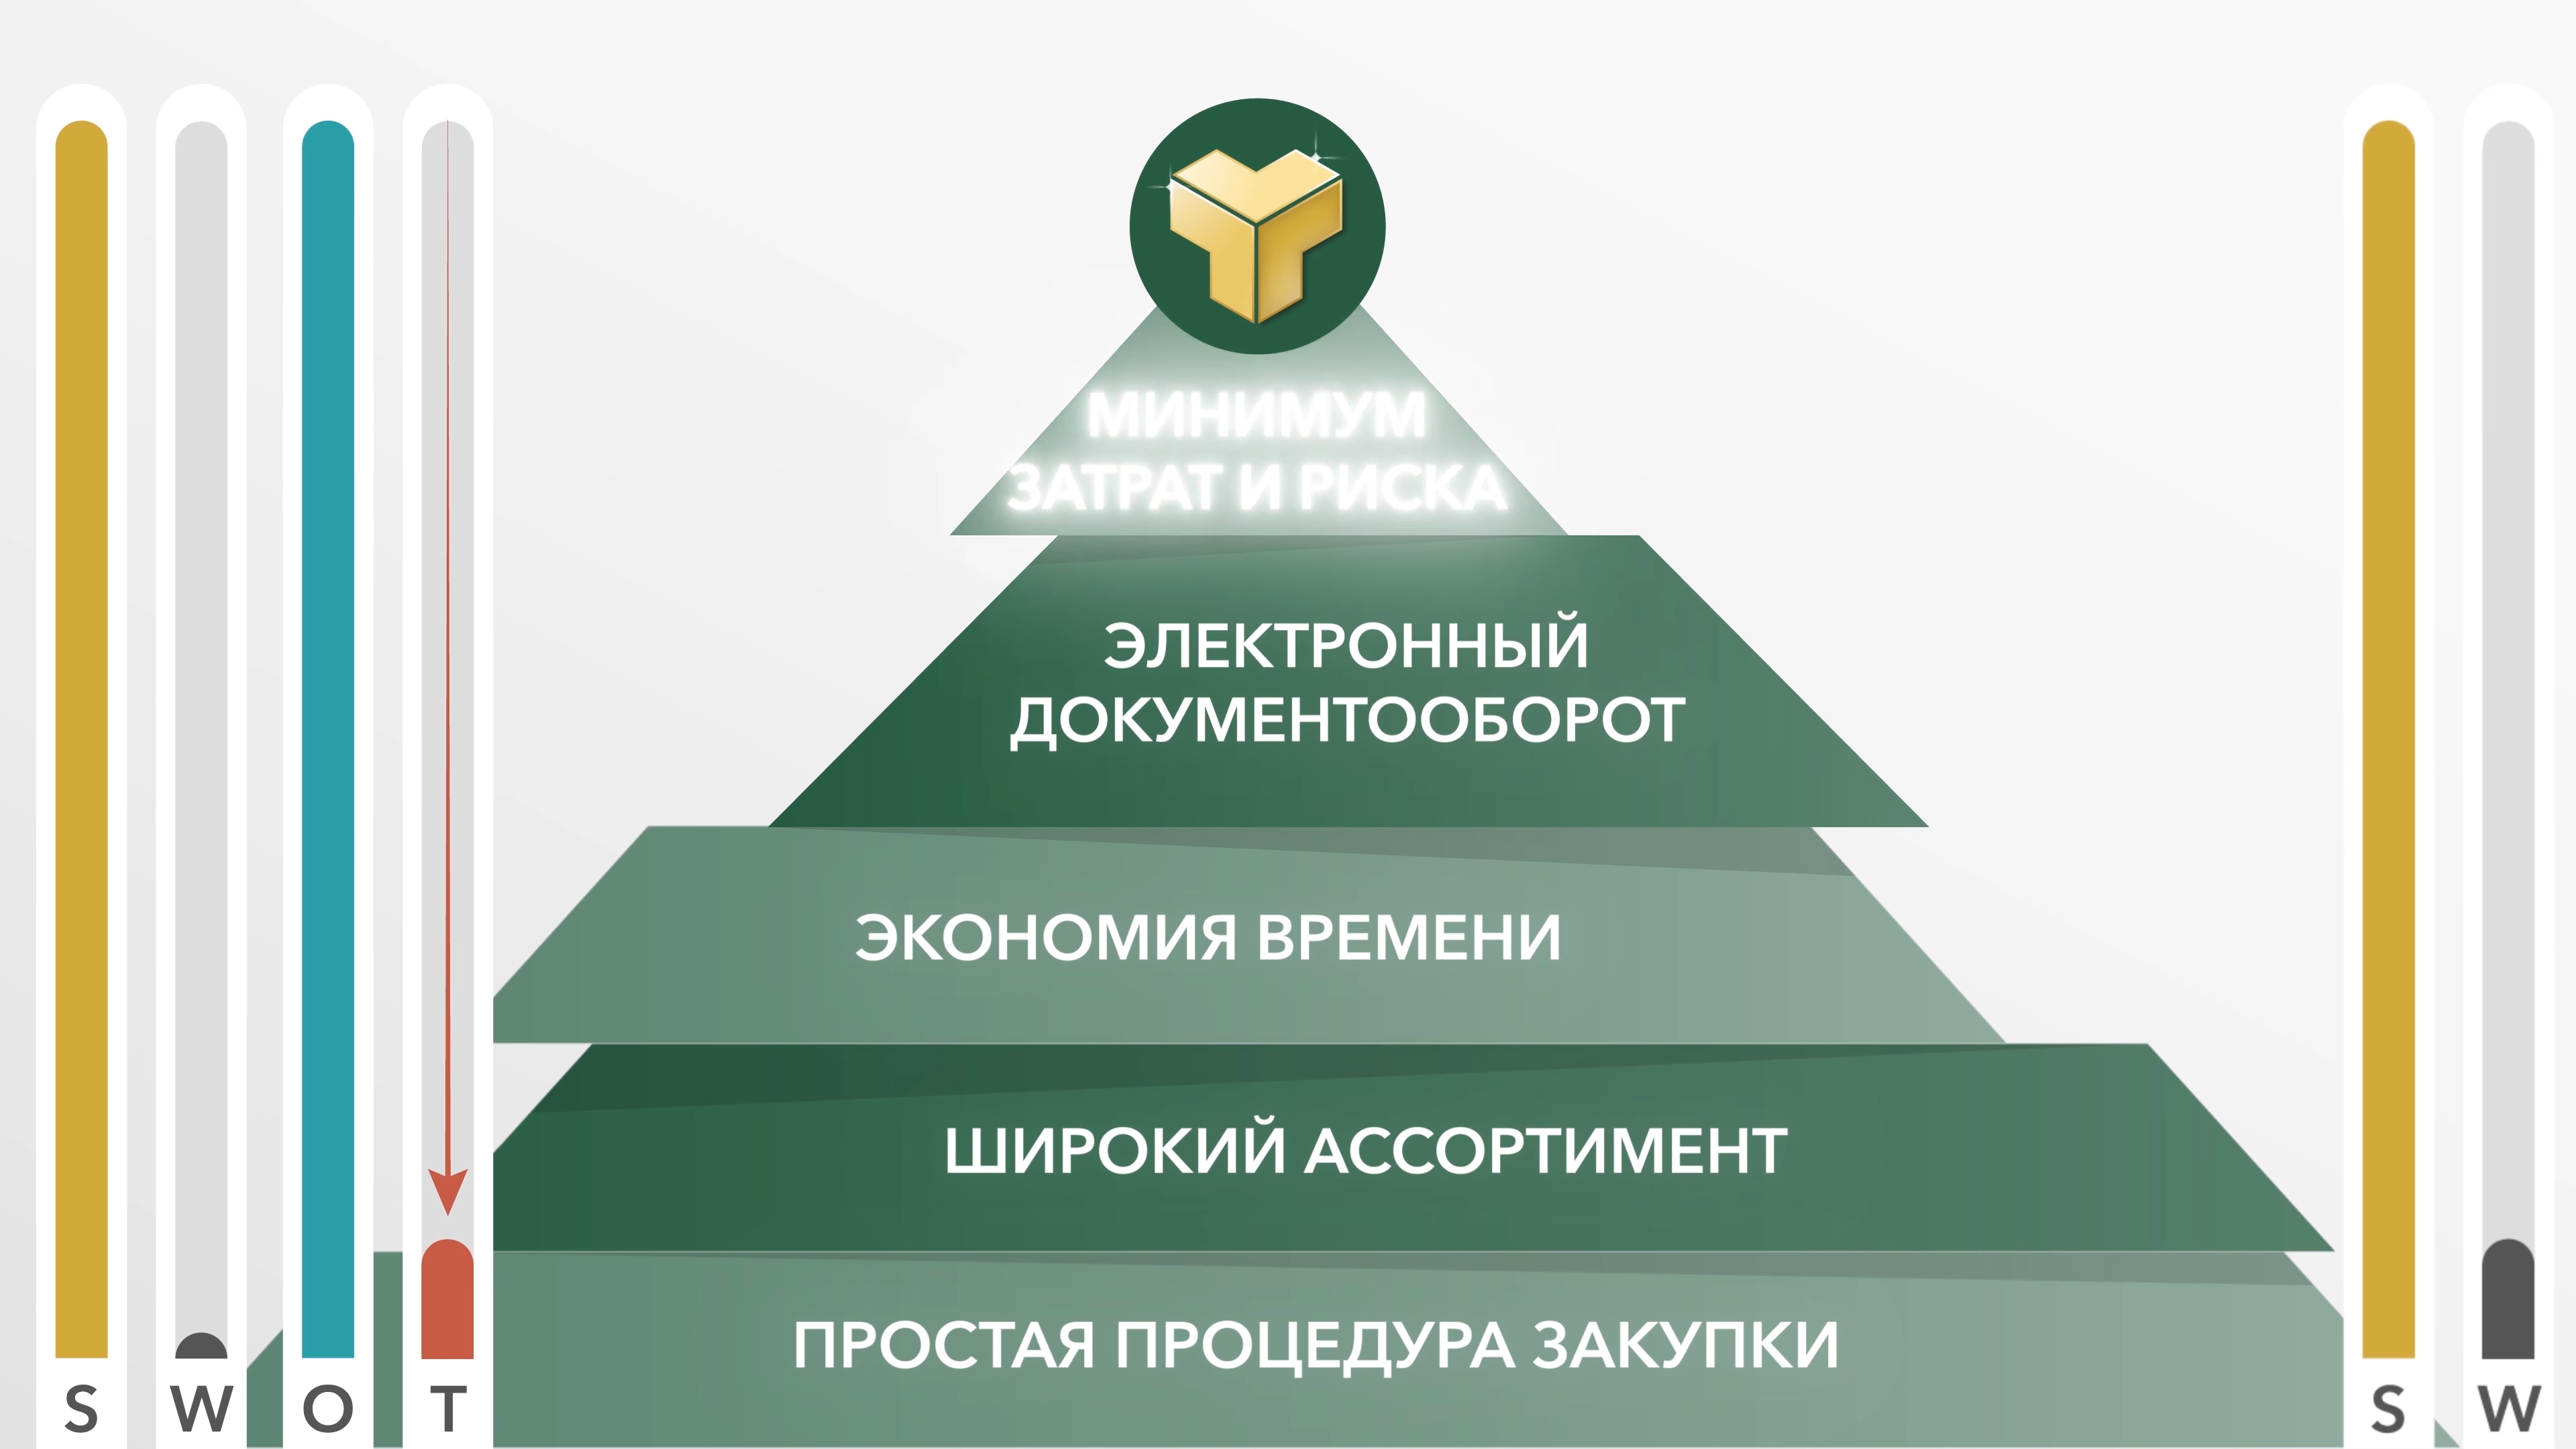 МИНИМУМ
ЗАТРАТ И РИСКА
ЭЛЕКТРОННЫЙ
ДОКУМЕНТООБОРОТ
ЭКОНОМИЯ ВРЕМЕНИ
ШИРОКИЙ АССОРТИМЕНТ
ПРОСТАЯ ПРОЦЕДУРА ЗАКУПКИ
S W O T
S W